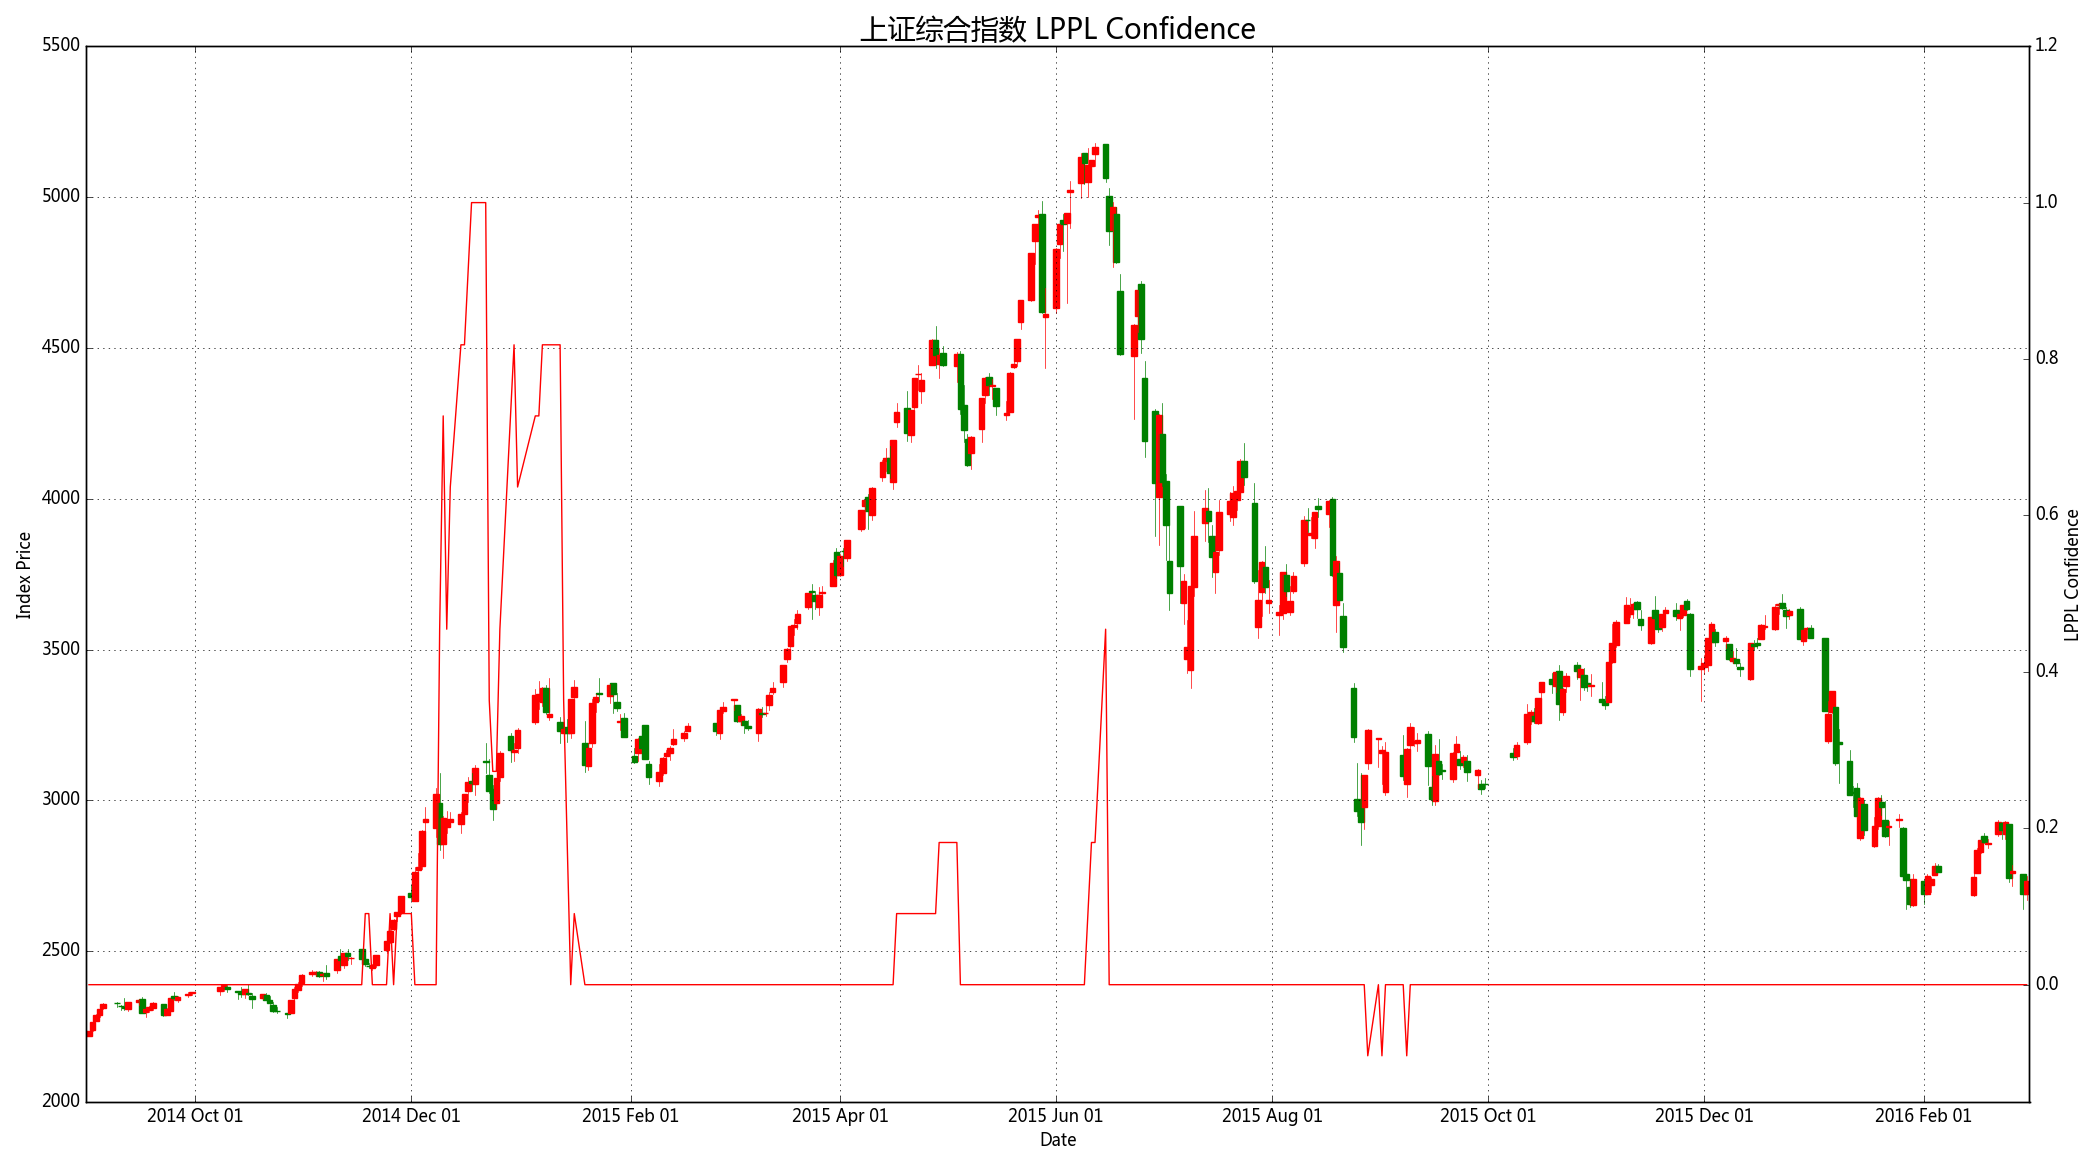 上证综合指数 LPPL Confidence
5500
5000
4500
4000
3500
3000
2500
2000
Index Price
1.2
1.0
0.8
0.6
0.4
0.2
0.0
LPPL Confidence
2014 Oct 01
2014 Dec 01
2015 Feb 01
2015 Apr 01
2015 Jun 01
2015 Aug 01
2015 Oct 01
2015 Dec 01
2016 Feb 01
Date